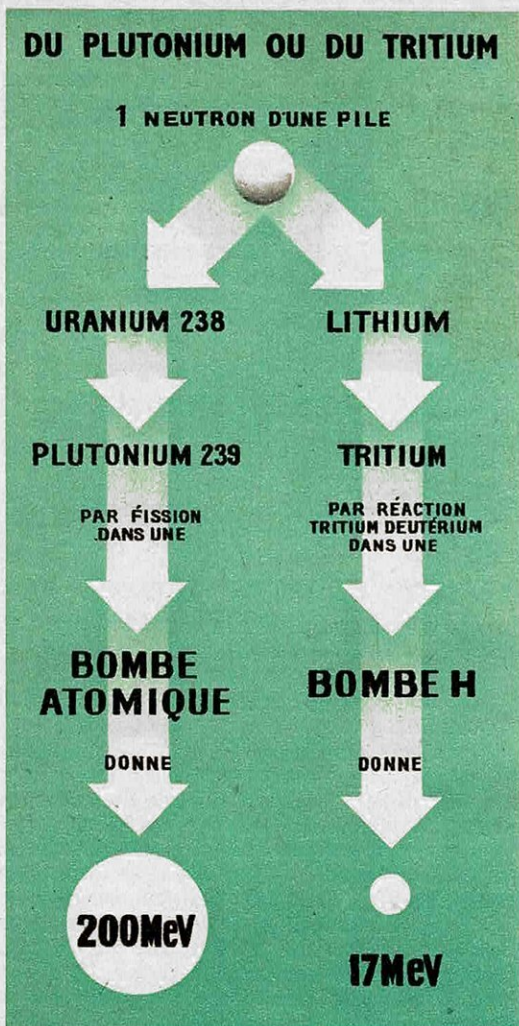 DU PLUTONIUM OU DU TRITIUM
1 NEUTRON D'UNE PILE
URANIUM 238
LITHIUM
PLUTONIUM 239
TRITIUM
PAR FISSION
DANS UNE
PAR RÉACTION
TRITIUM DEUTÉRIUM
DANS UNE
BOMBE
ATOMIQUE
BOMBE H
DONNE
DONNE
200MeV
17MeV